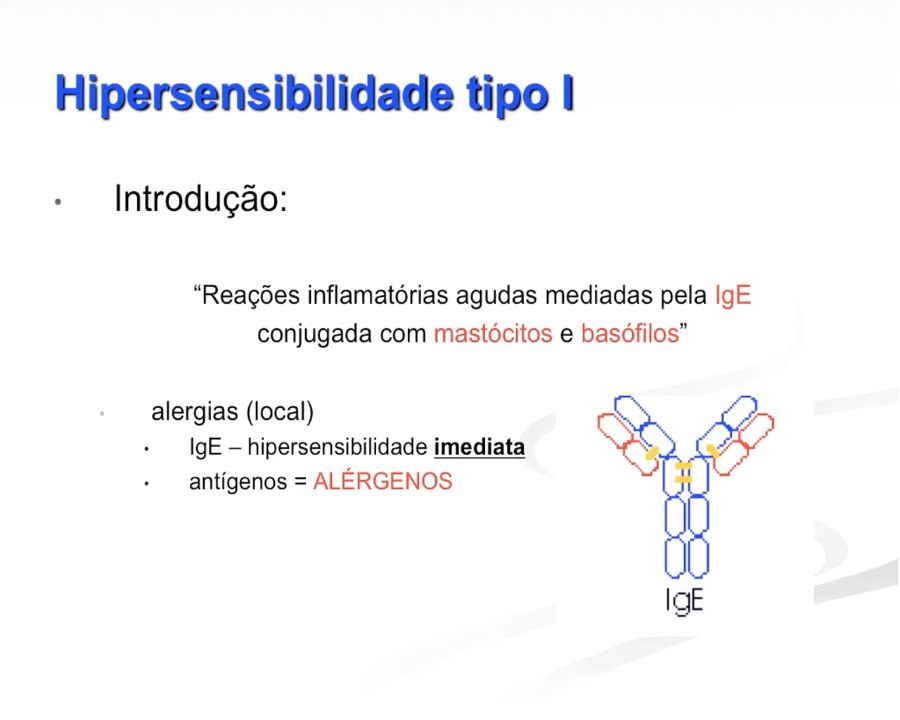 Hipersensibilidade tipo I
• Introdução:
“Reações inflamatórias agudas mediadas pela IgE
conjugada com mastócitos e basófilos”
• alergias (local)
• IgE – hipersensibilidade imediata
• antígenos = ALÉRGENOS
IgE